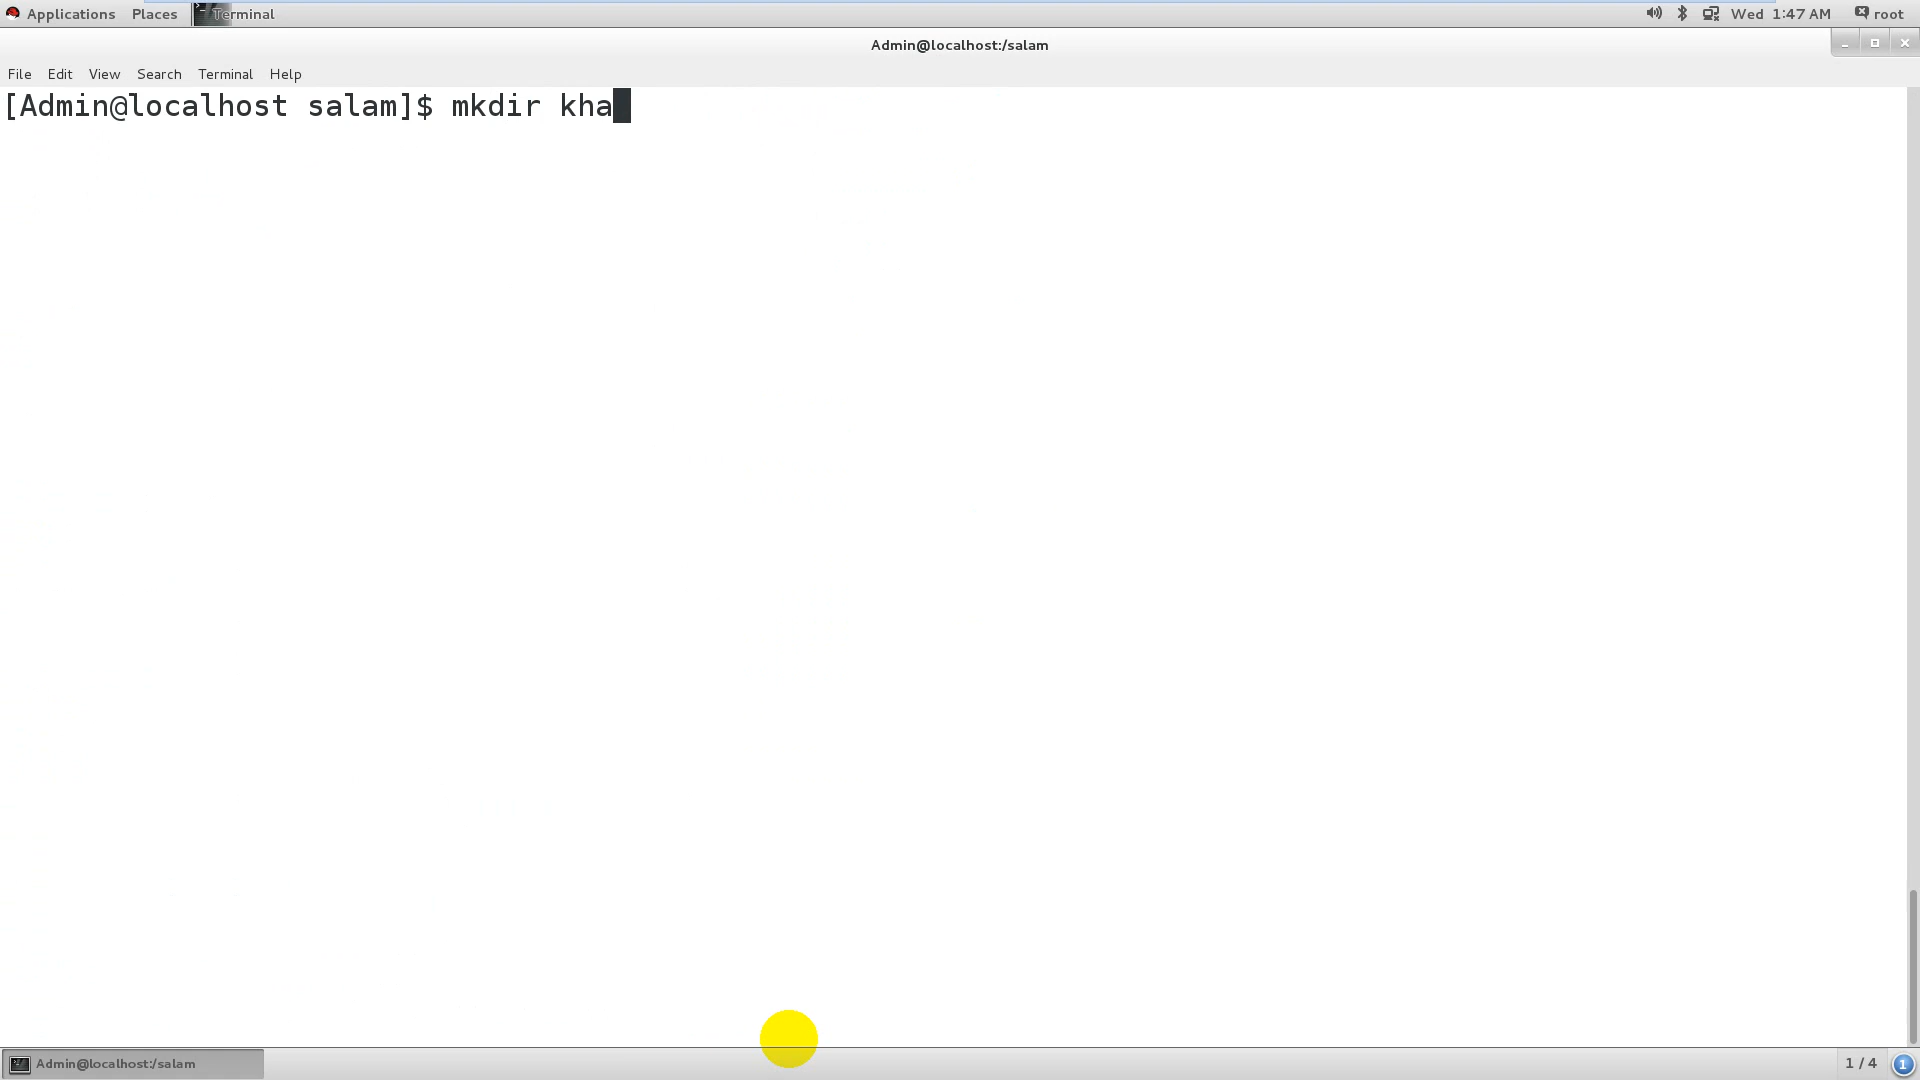 Applications Places Terminal Wed 1:47 AM root
Admin@localhost:/salam
File Edit View Search Terminal Help
[Admin@localhost salam]$ mkdir kha
Admin@localhost:/salam 1 / 4 1